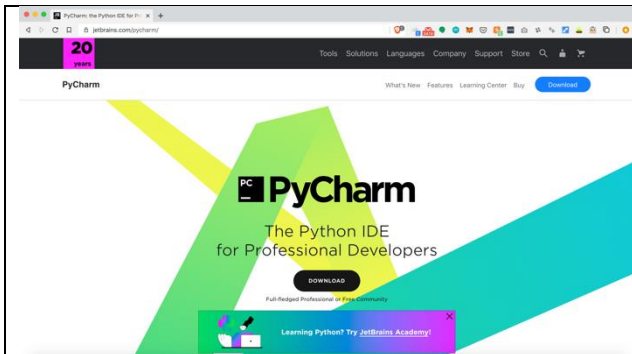 PyCharm: the Python IDE for Pr
jetbrains.com/pycharm/
20
years
Tools Solutions Languages Company Support Store
PyCharm
What's New Features Learning Center Buy Download
PC PyCharm
The Python IDE
for Professional Developers
DOWNLOAD
Full-fledged Professional or Free Community
Learning Python? Try JetBrains Academy!